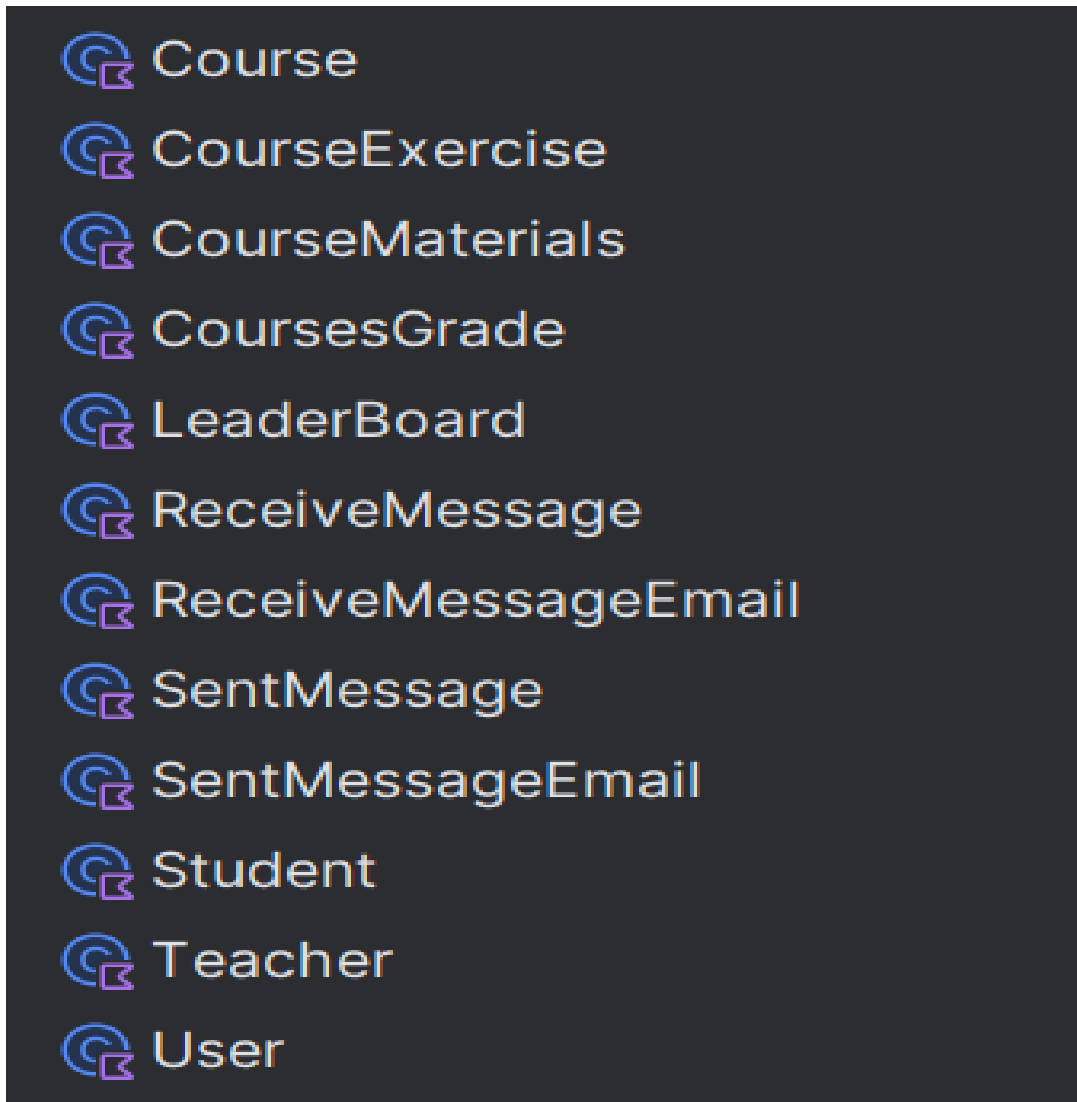 Course
CourseExercise
CourseMaterials
CoursesGrade
LeaderBoard
ReceiveMessage
ReceiveMessageEmail
SentMessage
SentMessageEmail
Student
Teacher
User